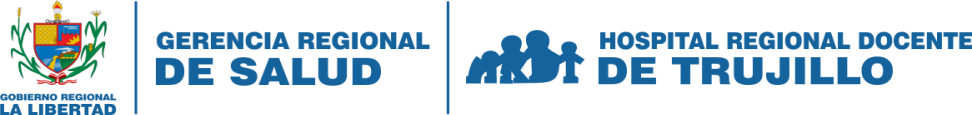 GOBIERNO REGIONAL
LA LIBERTAD
GERENCIA REGIONAL
DE SALUD
HOSPITAL REGIONAL DOCENTE
DE TRUJILLO